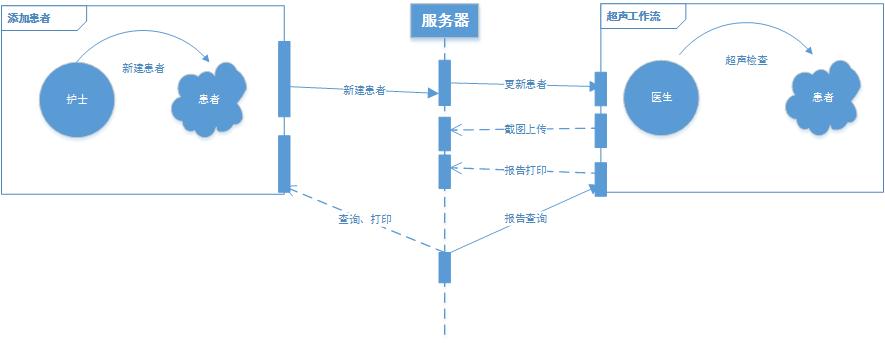 添加患者
服务器
超声工作流
新建患者
护士
患者
新建患者
更新患者
超声检查
医生
患者
截图上传
报告打印
查询、打印
报告查询